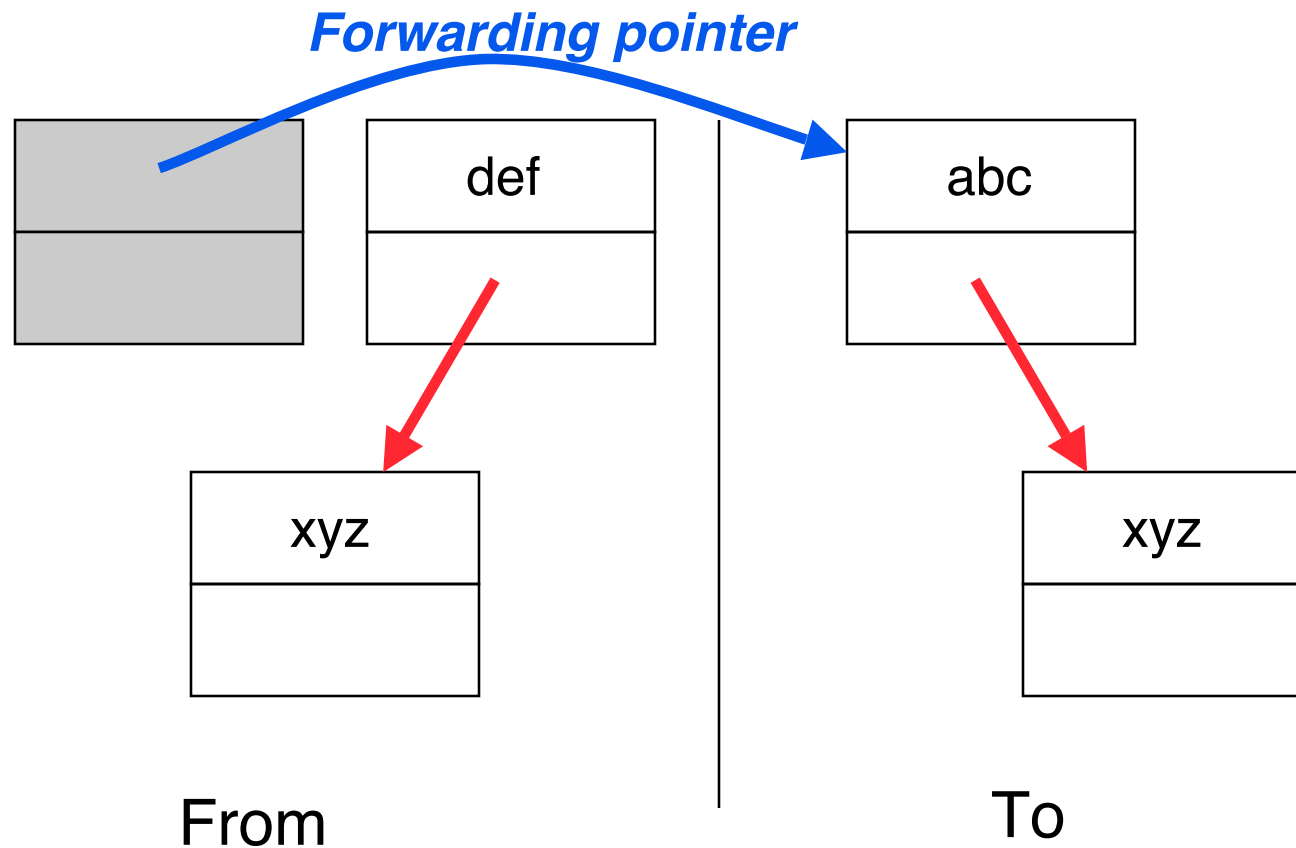 Forwarding pointer
def
abc
xyz
xyz
From
To